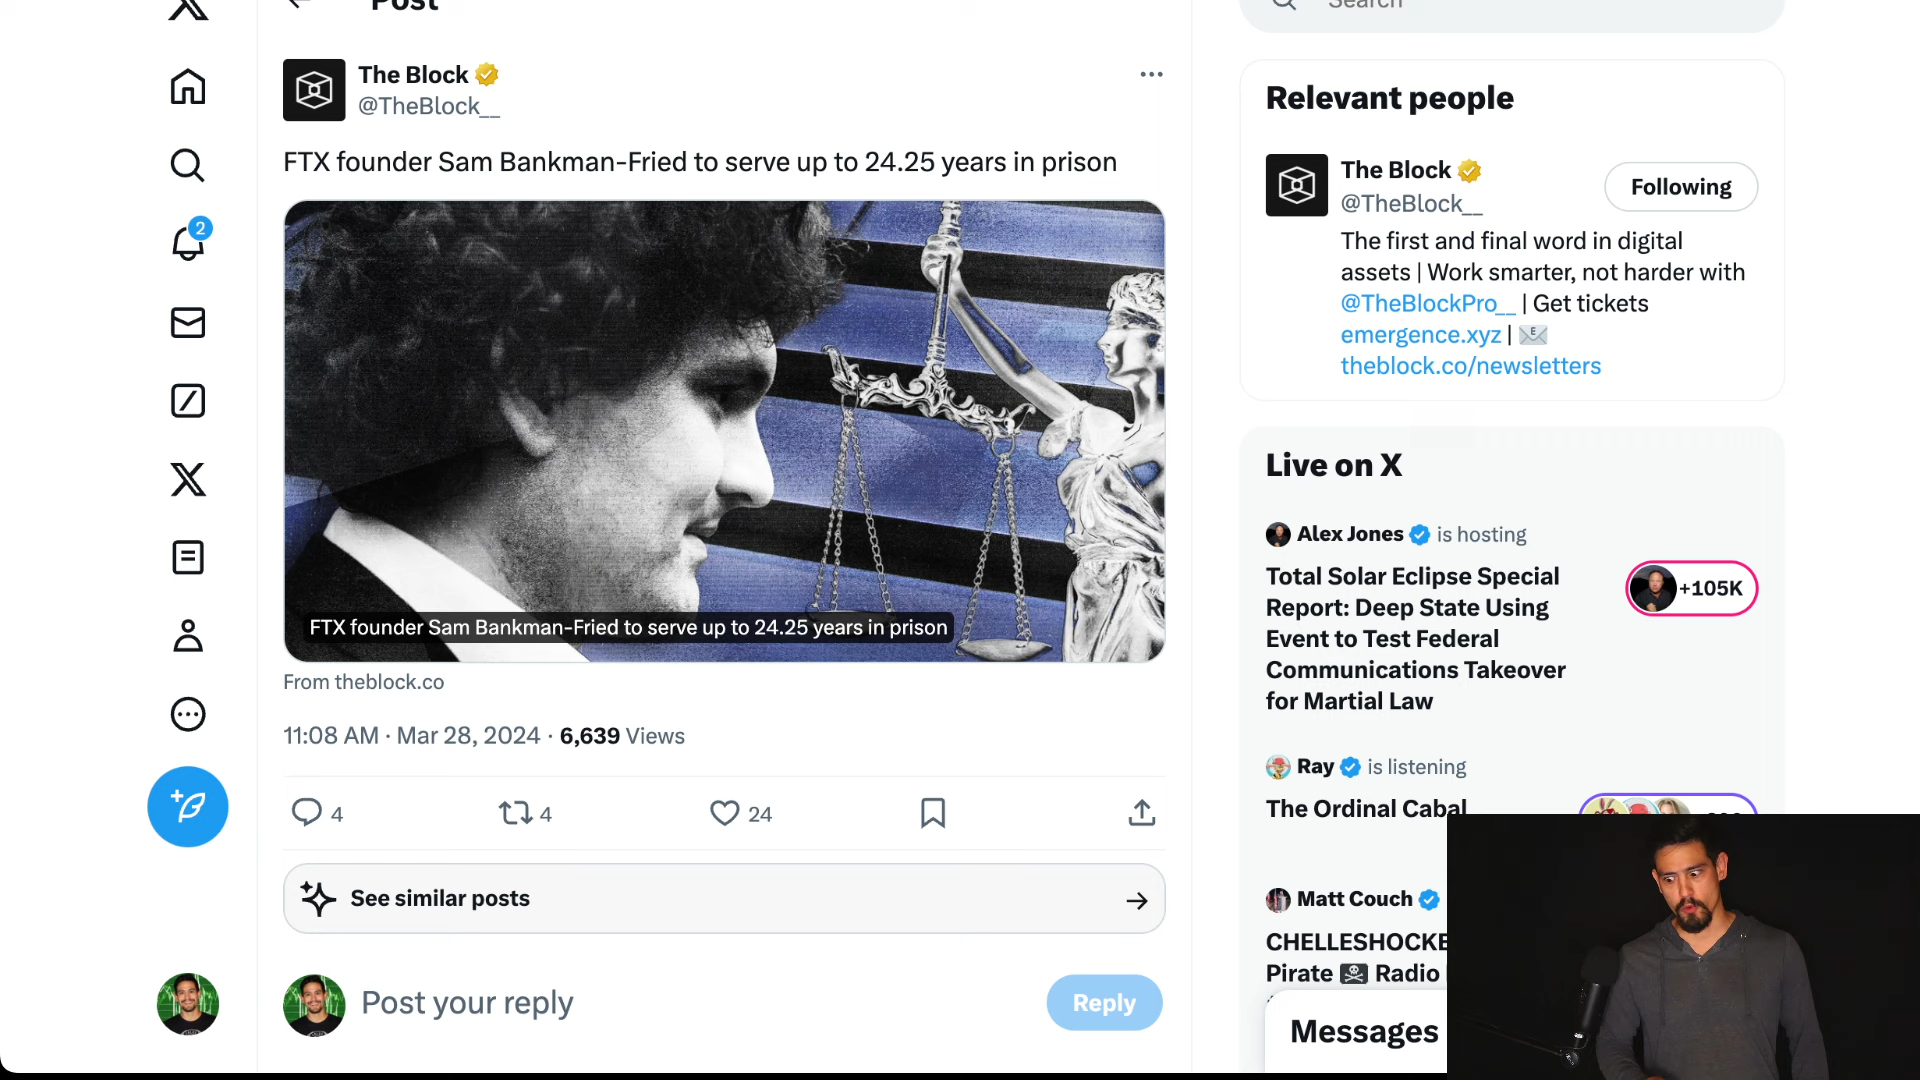 Post
Search
The Block
@TheBlock__
FTX founder Sam Bankman-Fried to serve up to 24.25 years in prison
FTX founder Sam Bankman-Fried to serve up to 24.25 years in prison
From theblock.co
11:08 AM · Mar 28, 2024 · 6,639 Views
4
4
24
See similar posts
Post your reply
Reply
2
Relevant people
The Block
@TheBlock__
Following
The first and final word in digital
assets | Work smarter, not harder with
@TheBlockPro__ | Get tickets
emergence.xyz |
theblock.co/newsletters
Live on X
Alex Jones is hosting
Total Solar Eclipse Special
Report: Deep State Using
Event to Test Federal
Communications Takeover
for Martial Law
+105K
Ray is listening
The Ordinal Cabal
Matt Couch
CHELLESHOCKE
Pirate Radio
Messages